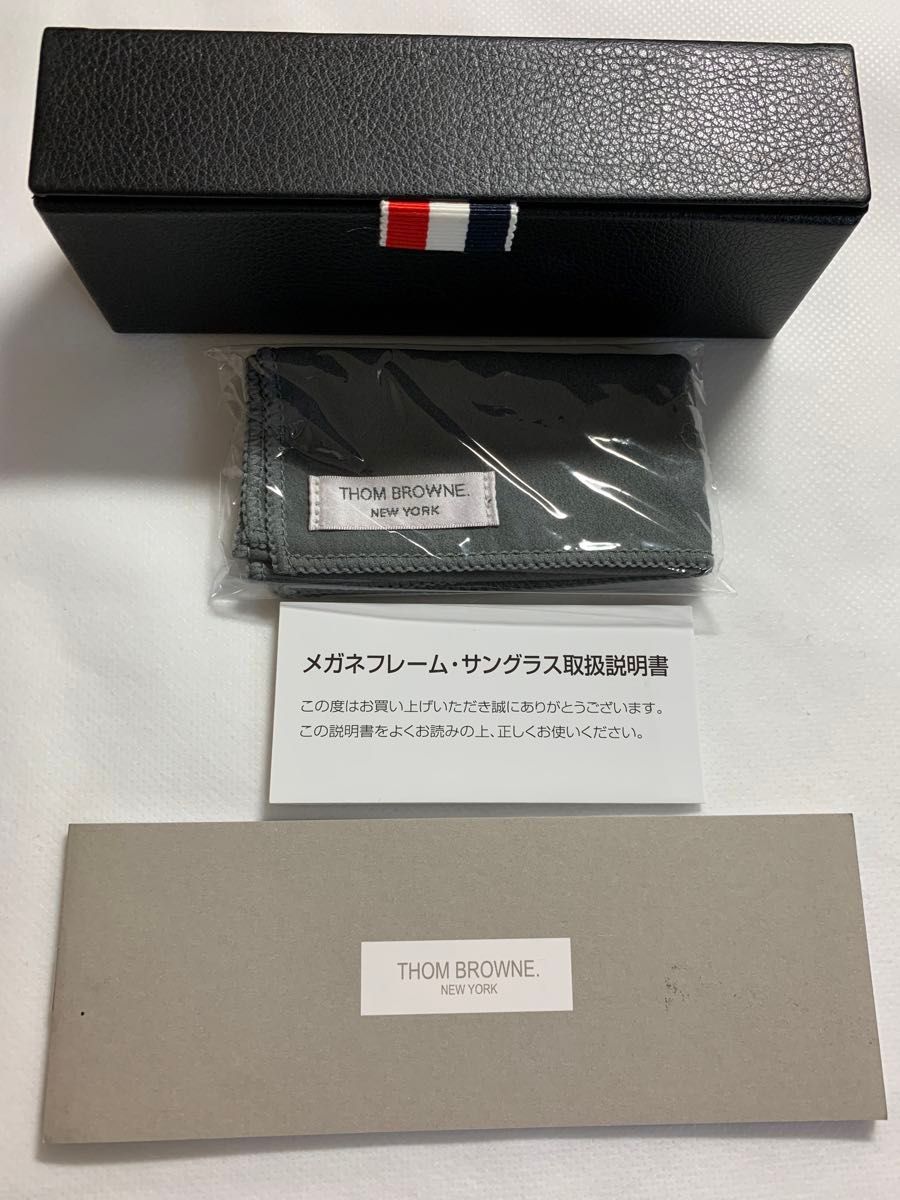 THOM BROWNE.
NEW YORK
メガネフレーム・サングラス取扱説明書
この度はお買い上げいただき誠にありがとうございます。
この説明書をよくお読みの上、正しくお使いください。
THOM BROWNE.
NEW YORK